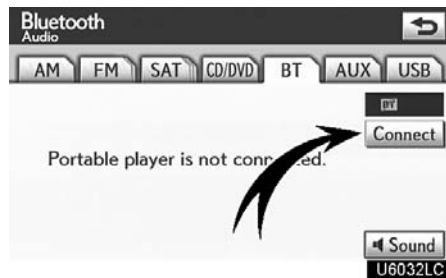 Bluetooth
Audio
AM FM SAT CD/DVD BT AUX USB
Connect
Portable player is not
Sound
U6032LC